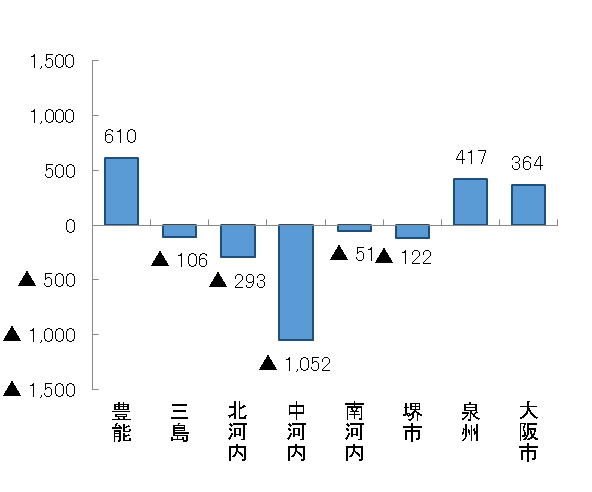 1,500
1,000
500
0
▲ 500
▲ 1,000
▲ 1,500
610
▲ 106
▲ 293
▲ 1,052
▲ 51
▲ 122
417
364
豊能
三島
北河内
中河内
南河内
堺市
泉州
大阪市